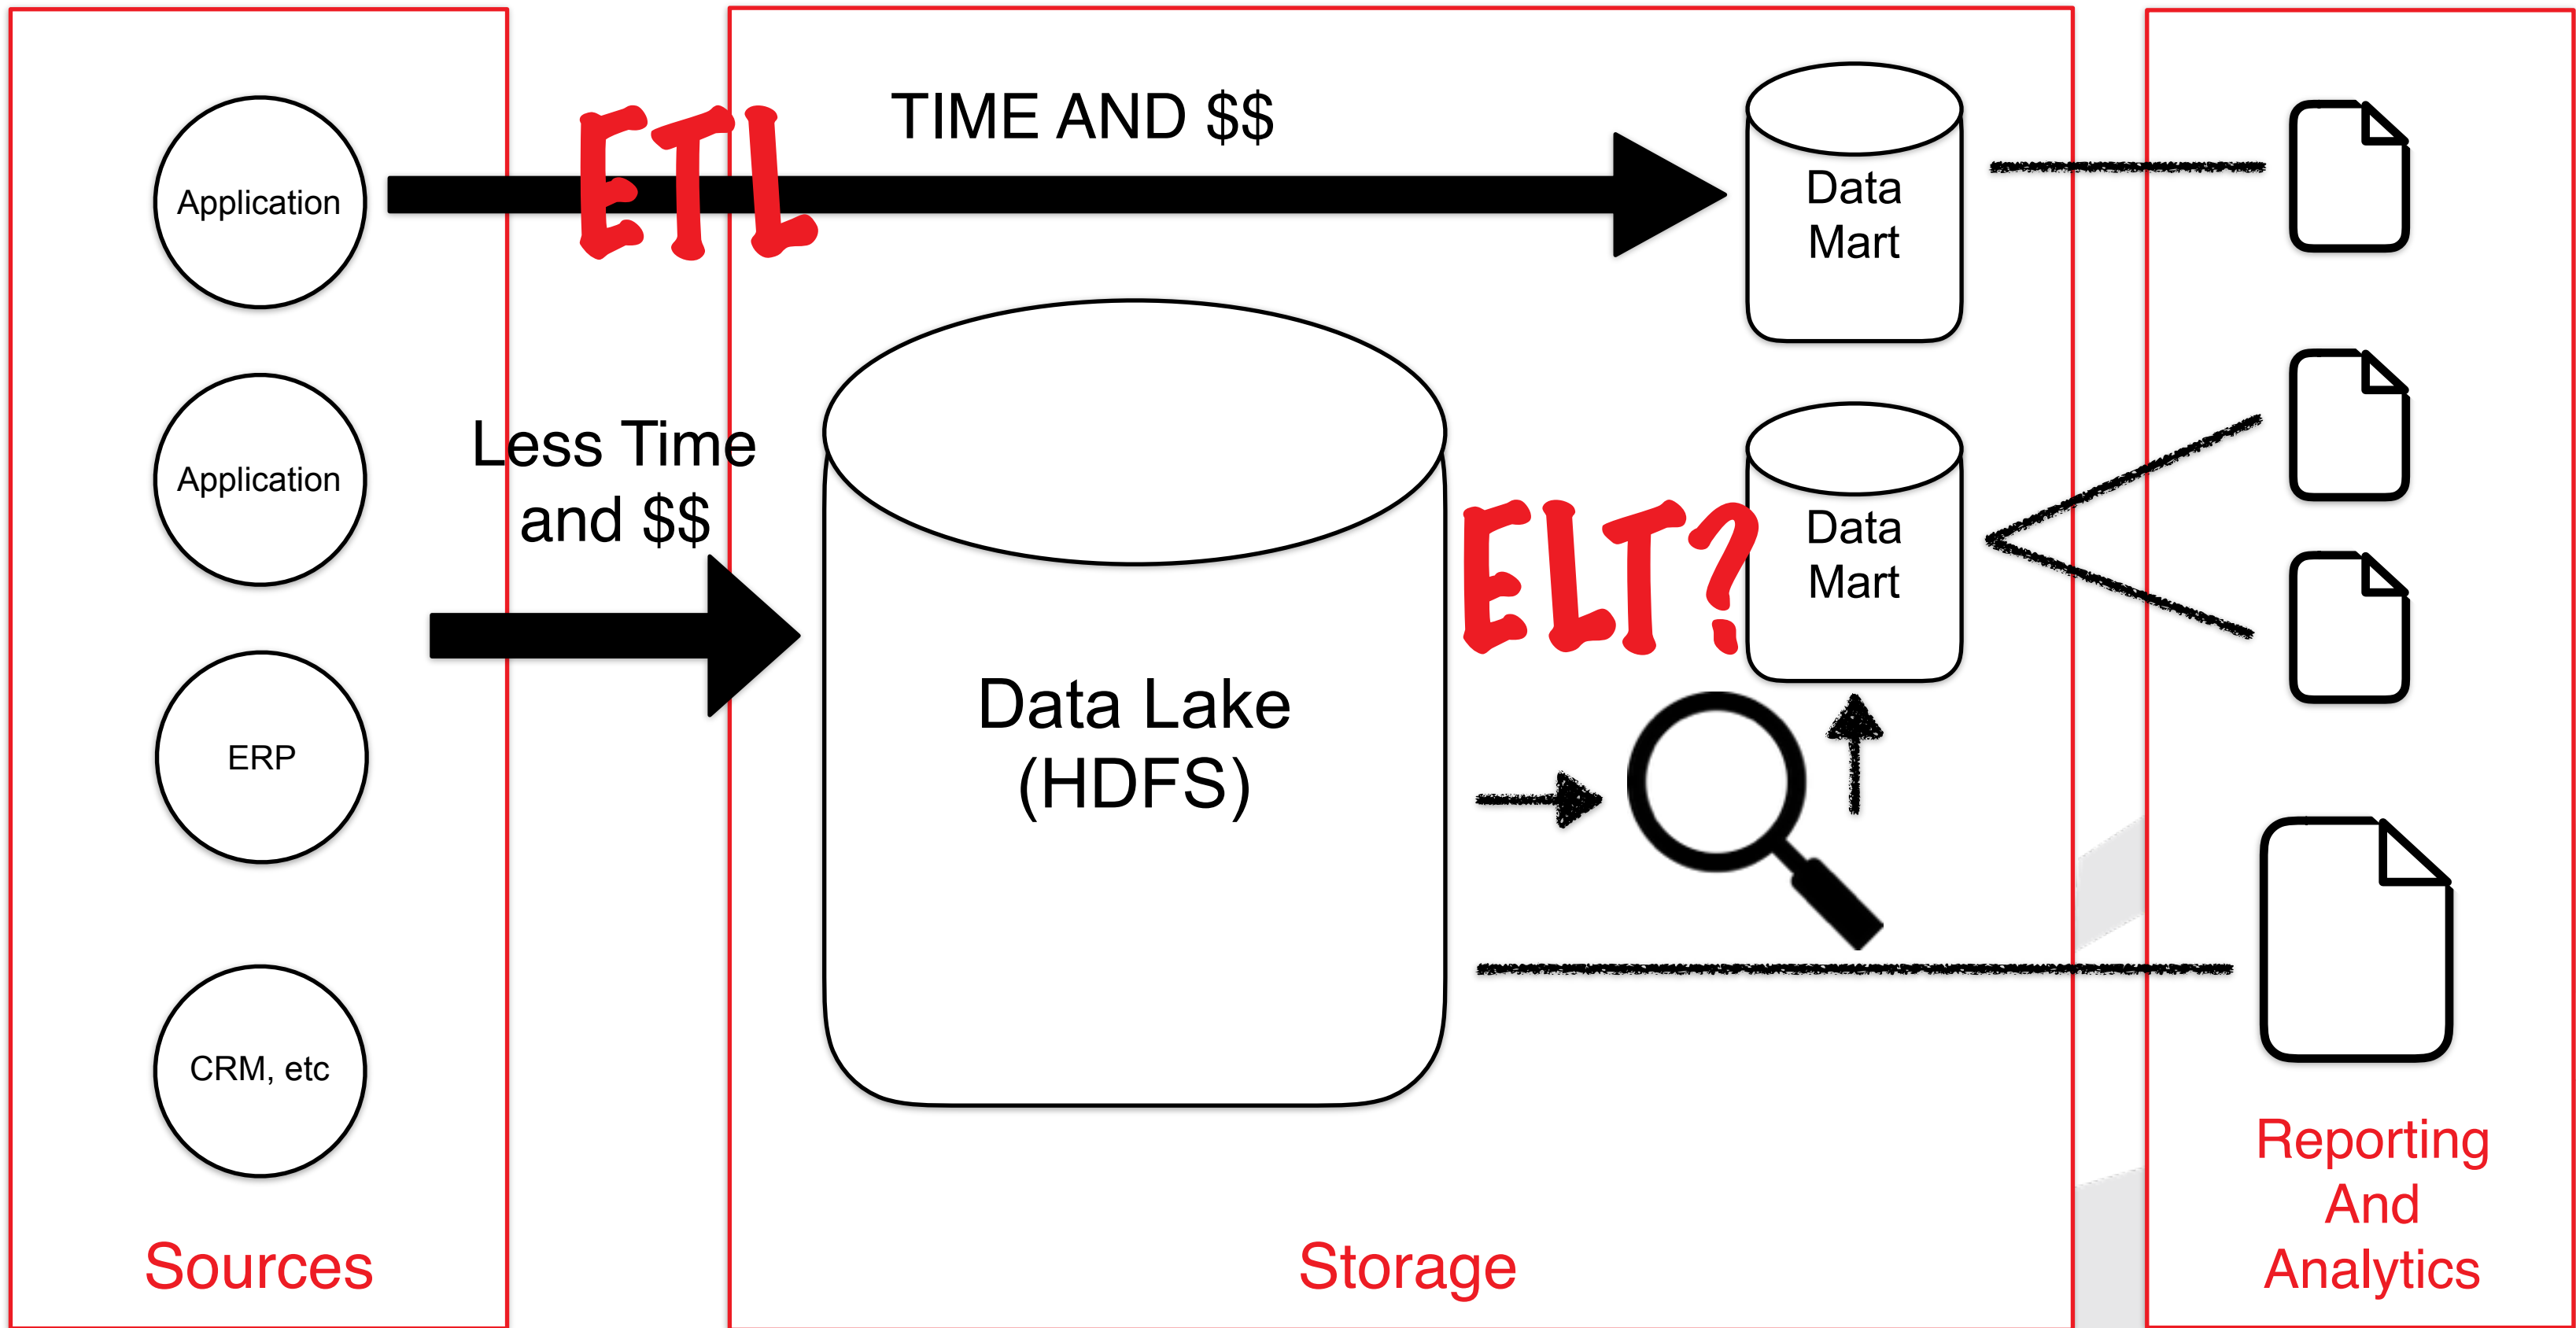 Application
Application
ERP
CRM, etc
Sources
ETL
TIME AND $$
Less Time
and $$
Data Lake
(HDFS)
ELT?
Data
Mart
Data
Mart
Storage
Reporting
And
Analytics